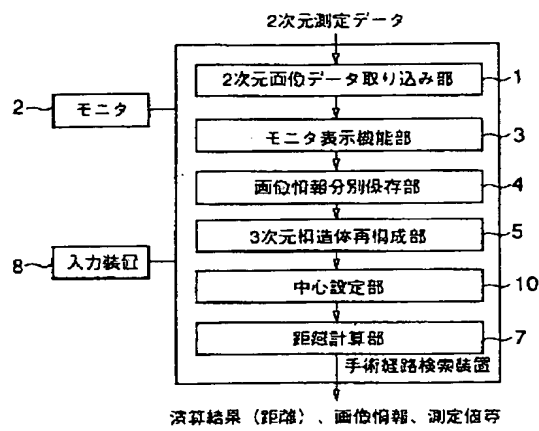 2次元測定データ
2次元画像データ取り込み部
1
2
モニタ
モニタ表示機能部
3
画像情報分別保存部
4
3次元構造体再構成部
5
8
入力装置
中心設定部
10
距離計算部
7
手術経路検索装置
演算結果(距離)、画像情報、測定値等